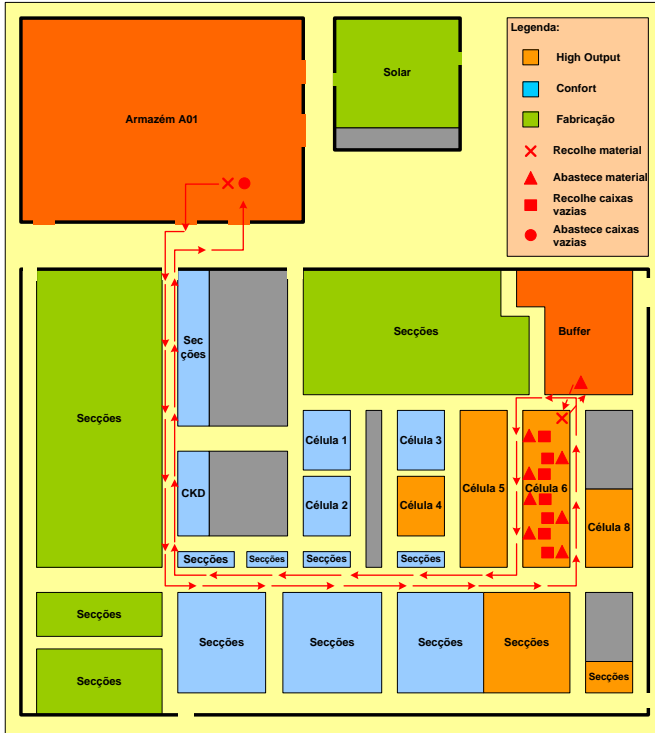 Legenda:
High Output
Confort
Fabricação
Recolhe material
Abastece material
Recolhe caixas
vazias
Abastece caixas
vazias
Solar
Armazém A01
Secções
Sec
ções
Secções
Buffer
Célula 1
Célula 3
Célula 5
Célula 6
CKD
Célula 2
Célula 4
Célula 8
Secções
Secções
Secções
Secções
Secções
Secções
Secções
Secções
Secções
Secções
Secções